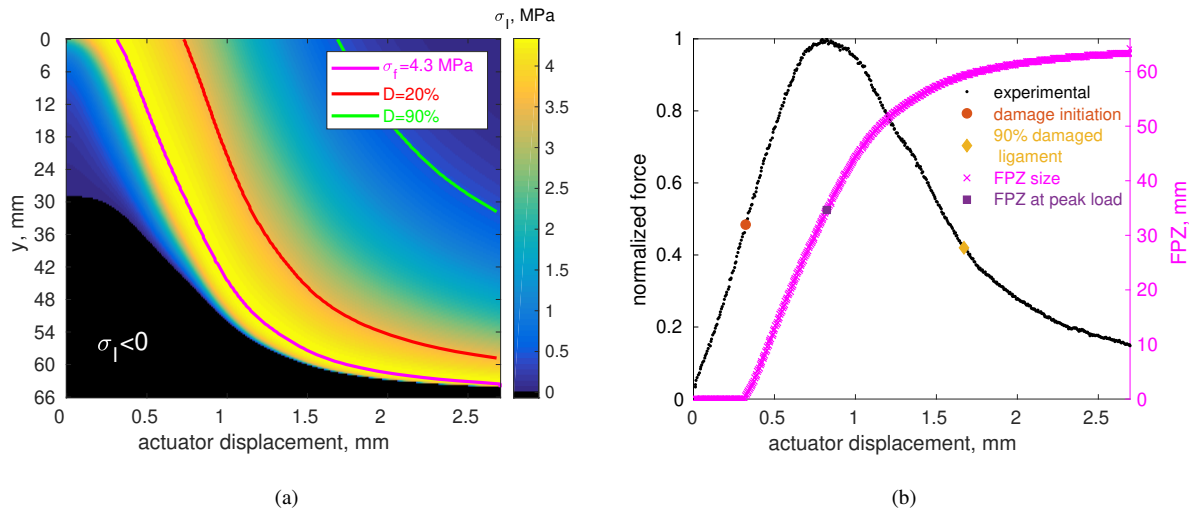 σ_I, MPa
0
6
12
18
24
30
36
42
48
54
60
66
y, mm
σ_f=4.3 MPa
D=20%
D=90%
σ_I<0
0
0.5
1
1.5
2
2.5
actuator displacement, mm
4
3.5
3
2.5
2
1.5
1
0.5
0
(a)
1
0.8
0.6
0.4
0.2
0
normalized force
experimental
damage initiation
90% damaged
ligament
FPZ size
FPZ at peak load
0
0.5
1
1.5
2
2.5
actuator displacement, mm
60
50
40
30
20
10
0
FPZ, mm
(b)